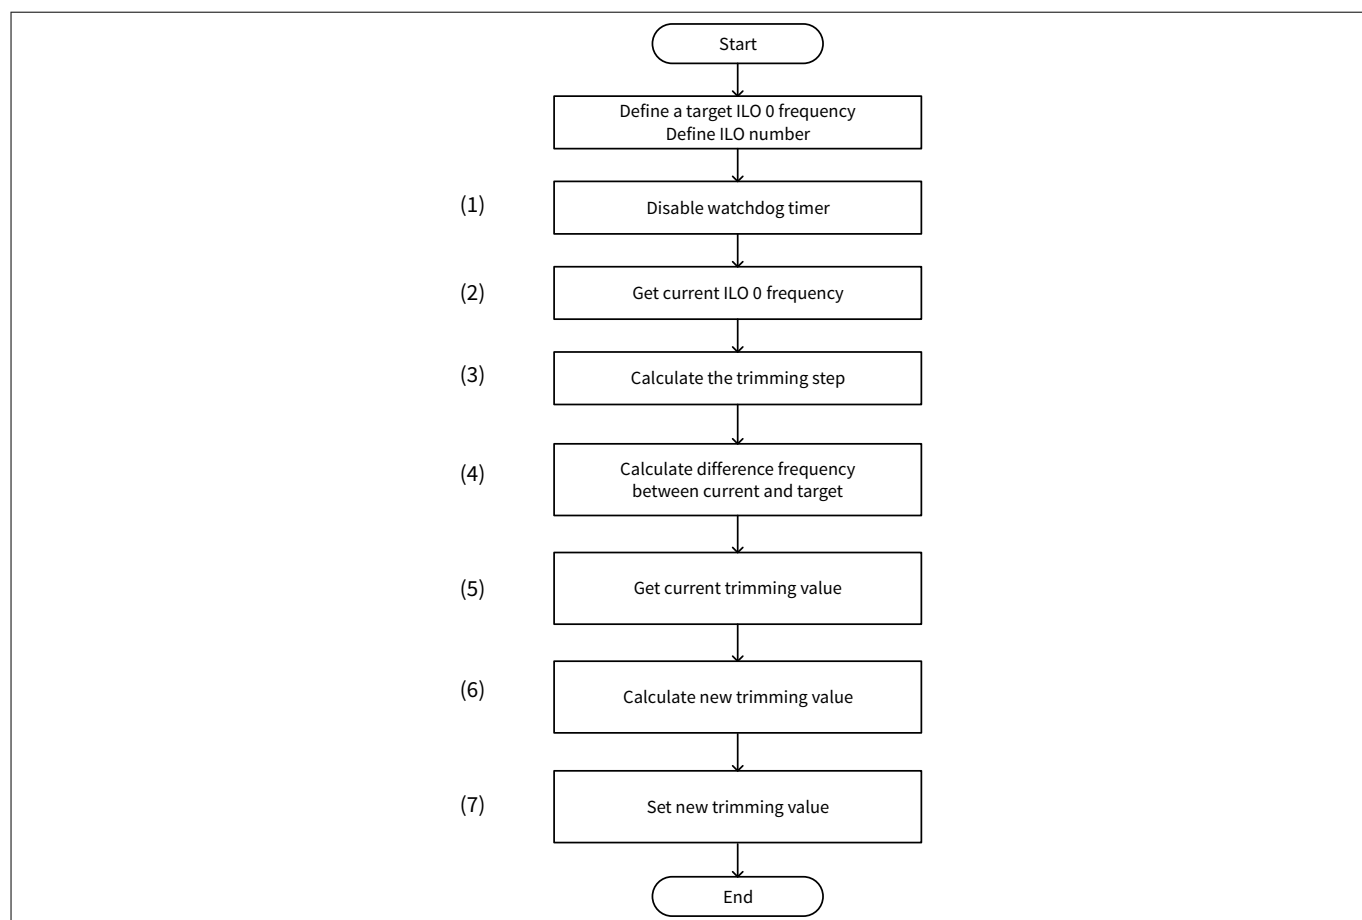 Start
Define a target ILO 0 frequency
Define ILO number
(1)
Disable watchdog timer
(2)
Get current ILO 0 frequency
(3)
Calculate the trimming step
(4)
Calculate difference frequency
between current and target
(5)
Get current trimming value
(6)
Calculate new trimming value
(7)
Set new trimming value
End